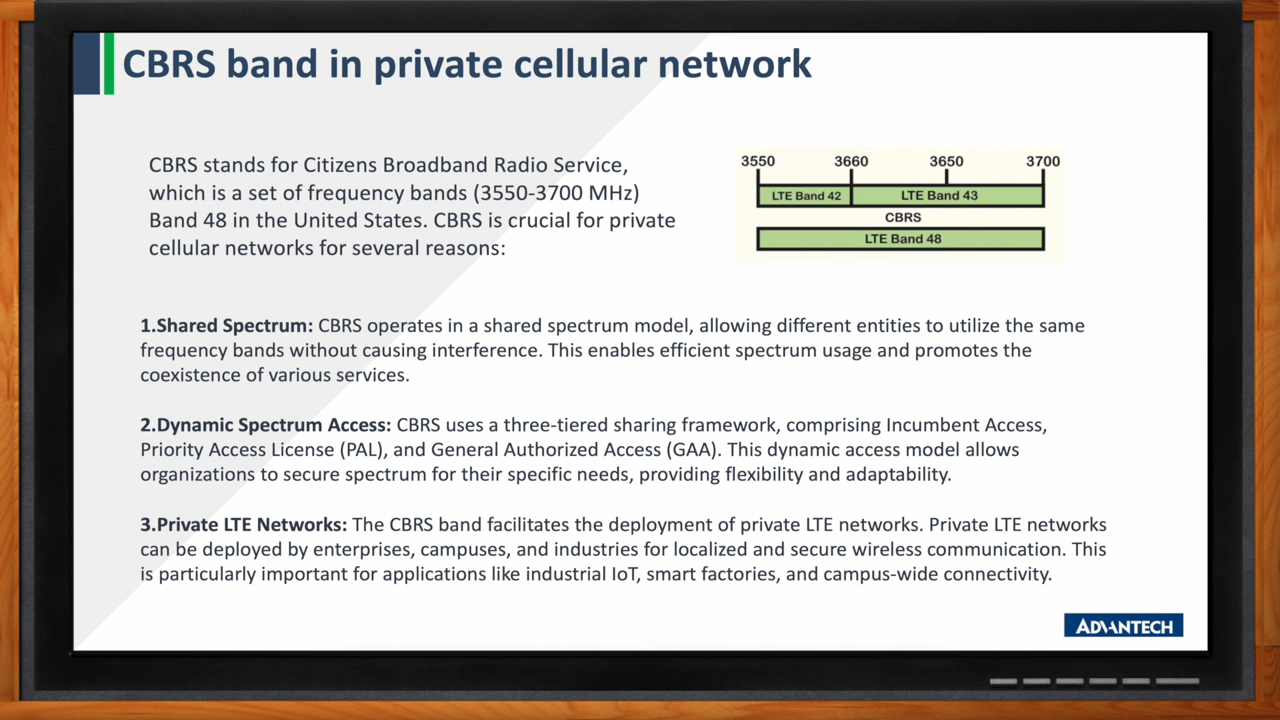 CBRS band in private cellular network
CBRS stands for Citizens Broadband Radio Service,
which is a set of frequency bands (3550-3700 MHz)
Band 48 in the United States. CBRS is crucial for private
cellular networks for several reasons:
3550 3660 3650 3700
LTE Band 42 LTE Band 43
CBRS
LTE Band 48
1.Shared Spectrum: CBRS operates in a shared spectrum model, allowing different entities to utilize the same
frequency bands without causing interference. This enables efficient spectrum usage and promotes the
coexistence of various services.
2.Dynamic Spectrum Access: CBRS uses a three-tiered sharing framework, comprising Incumbent Access,
Priority Access License (PAL), and General Authorized Access (GAA). This dynamic access model allows
organizations to secure spectrum for their specific needs, providing flexibility and adaptability.
3.Private LTE Networks: The CBRS band facilitates the deployment of private LTE networks. Private LTE networks
can be deployed by enterprises, campuses, and industries for localized and secure wireless communication. This
is particularly important for applications like industrial IoT, smart factories, and campus-wide connectivity.
ADVANTECH